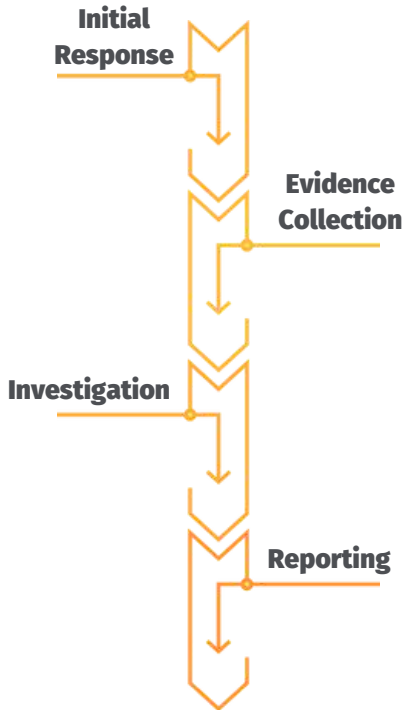 Initial
Response
Evidence
Collection
Investigation
Reporting